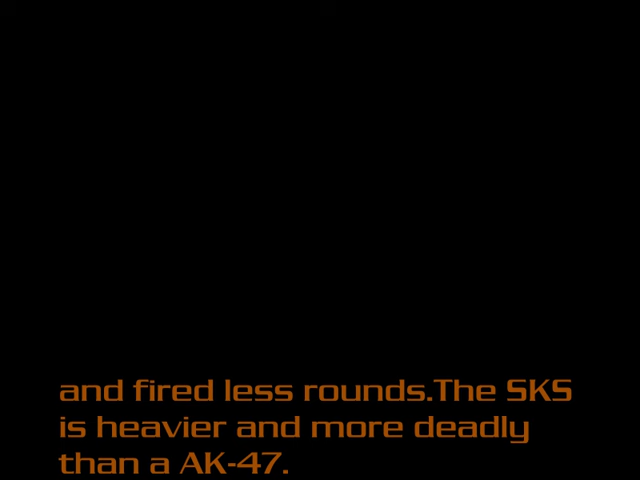 and fired less rounds.The SKS
is heavier and more deadly
than a AK-47.